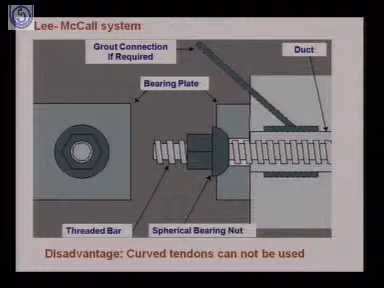 Lee- McCall system
Grout Connection
If Required
Duct
Bearing Plate
Threaded Bar
Spherical Bearing Nut
Disadvantage: Curved tendons can not be used